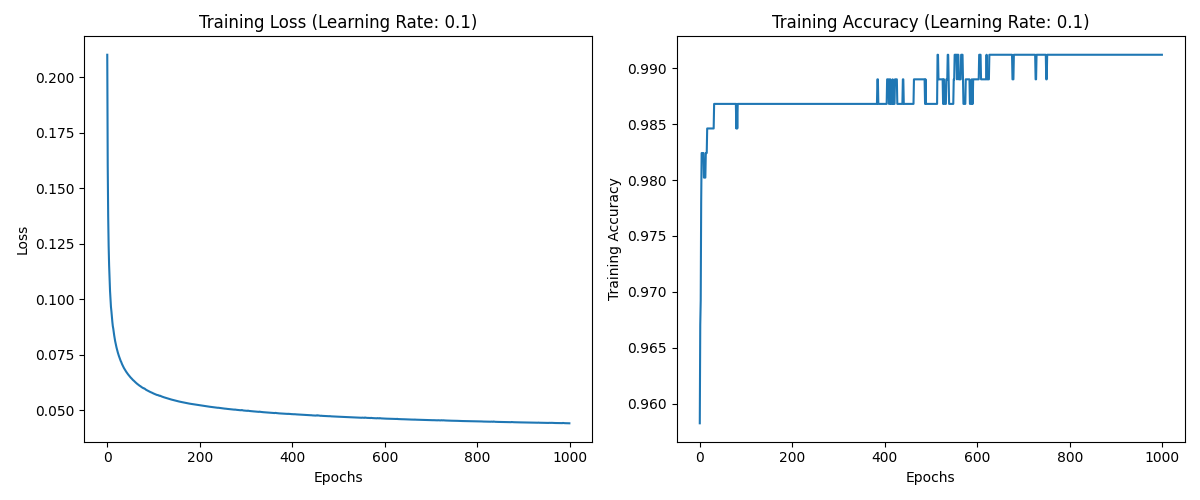 Training Loss (Learning Rate: 0.1)
0.200
0.175
0.150
0.125
0.100
0.075
0.050
Loss
0 200 400 600 800 1000
Epochs
Training Accuracy (Learning Rate: 0.1)
0.990
0.985
0.980
0.975
0.970
0.965
0.960
Training Accuracy
0 200 400 600 800 1000
Epochs